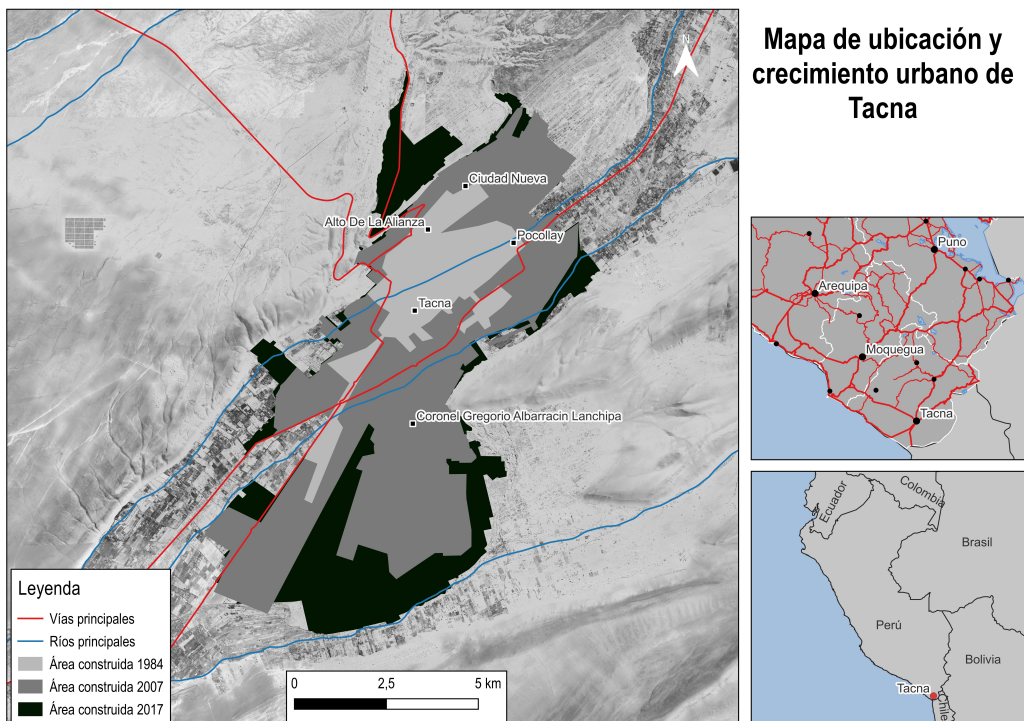 Mapa de ubicación y
crecimiento urbano de
Tacna
N
Ciudad Nueva
Alto De La Alianza
Pocollay
Tacna
Coronel Gregorio Albarracin Lanchipa
Leyenda
Vías principales
Ríos principales
Área construida 1984
Área construida 2007
Área construida 2017
0 2,5 5 km
Puno
Arequipa
Moquegua
Tacna
Ecuador
Colombia
Brasil
Perú
Bolivia
Tacna
Chile